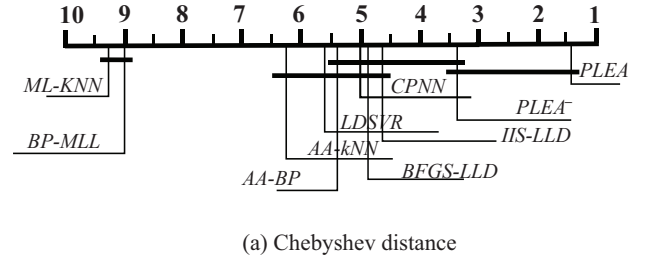 10 9 8 7 6 5 4 3 2 1
PLEA
ML-KNN
CPNN
PLEA⁻
LDSVR
IIS-LLD
BP-MLL
AA-kNN
AA-BP
BFGS-LLD
(a) Chebyshev distance